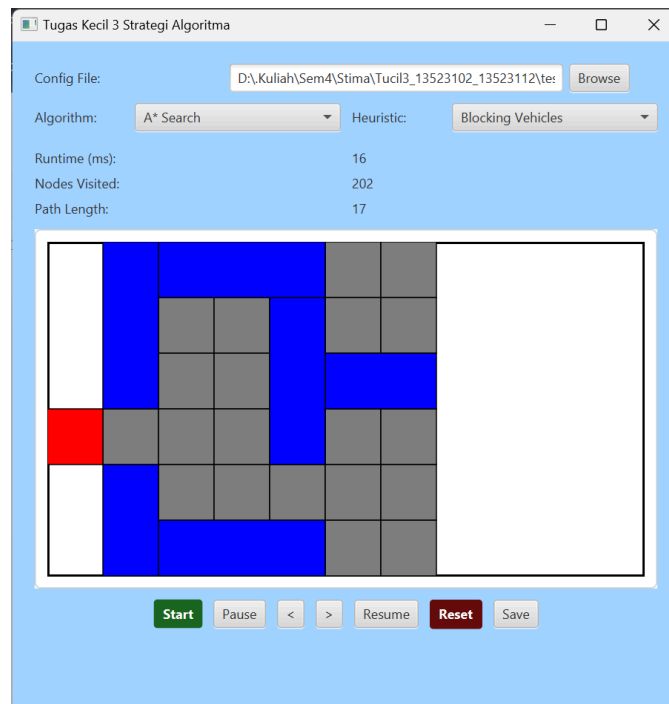 Tugas Kecil 3 Strategi Algoritma
Config File: D:\.Kuliah\Sem4\Stima\Tucil3_13523102_13523112\tes Browse
Algorithm: A* Search Heuristic: Blocking Vehicles
Runtime (ms): 16
Nodes Visited: 202
Path Length: 17
Start Pause < > Resume Reset Save